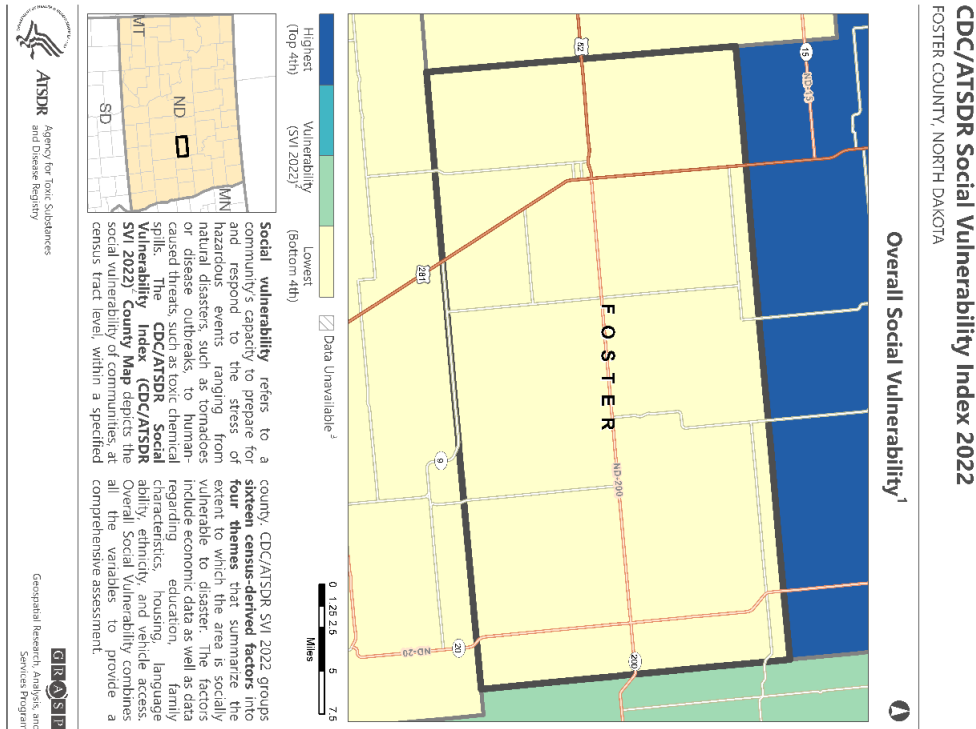 CDC/ATSDR Social Vulnerability Index 2022
FOSTER COUNTY, NORTH DAKOTA
Overall Social Vulnerability¹
15
ND-15
52
281
FOSTER
ND-200
9
200
20
ND-20
Highest
(Top 4th)
Vulnerability
(SVI 2022)²
Lowest
(Bottom 4th)
Data Unavailable³
0 1.25 2.5 5 7.5
Miles
MT
ND
SD
MN
Social vulnerability refers to a
community's capacity to prepare for
and respond to the stress of
hazardous events ranging from
natural disasters, such as tornadoes
or disease outbreaks, to human-
caused threats, such as toxic chemical
spills. The CDC/ATSDR Social
Vulnerability Index (CDC/ATSDR
SVI 2022)⁴ County Map depicts the
social vulnerability of communities, at
census tract level, within a specified
county. CDC/ATSDR SVI 2022 groups
sixteen census-derived factors into
four themes that summarize the
extent to which the area is socially
vulnerable to disaster. The factors
include economic data as well as data
regarding education, family
characteristics, housing, language
ability, ethnicity, and vehicle access.
Overall Social Vulnerability combines
all the variables to provide a
comprehensive assessment.
ATSDR
Agency for Toxic Substances
and Disease Registry
GRASP
Geospatial Research, Analysis, and
Services Program